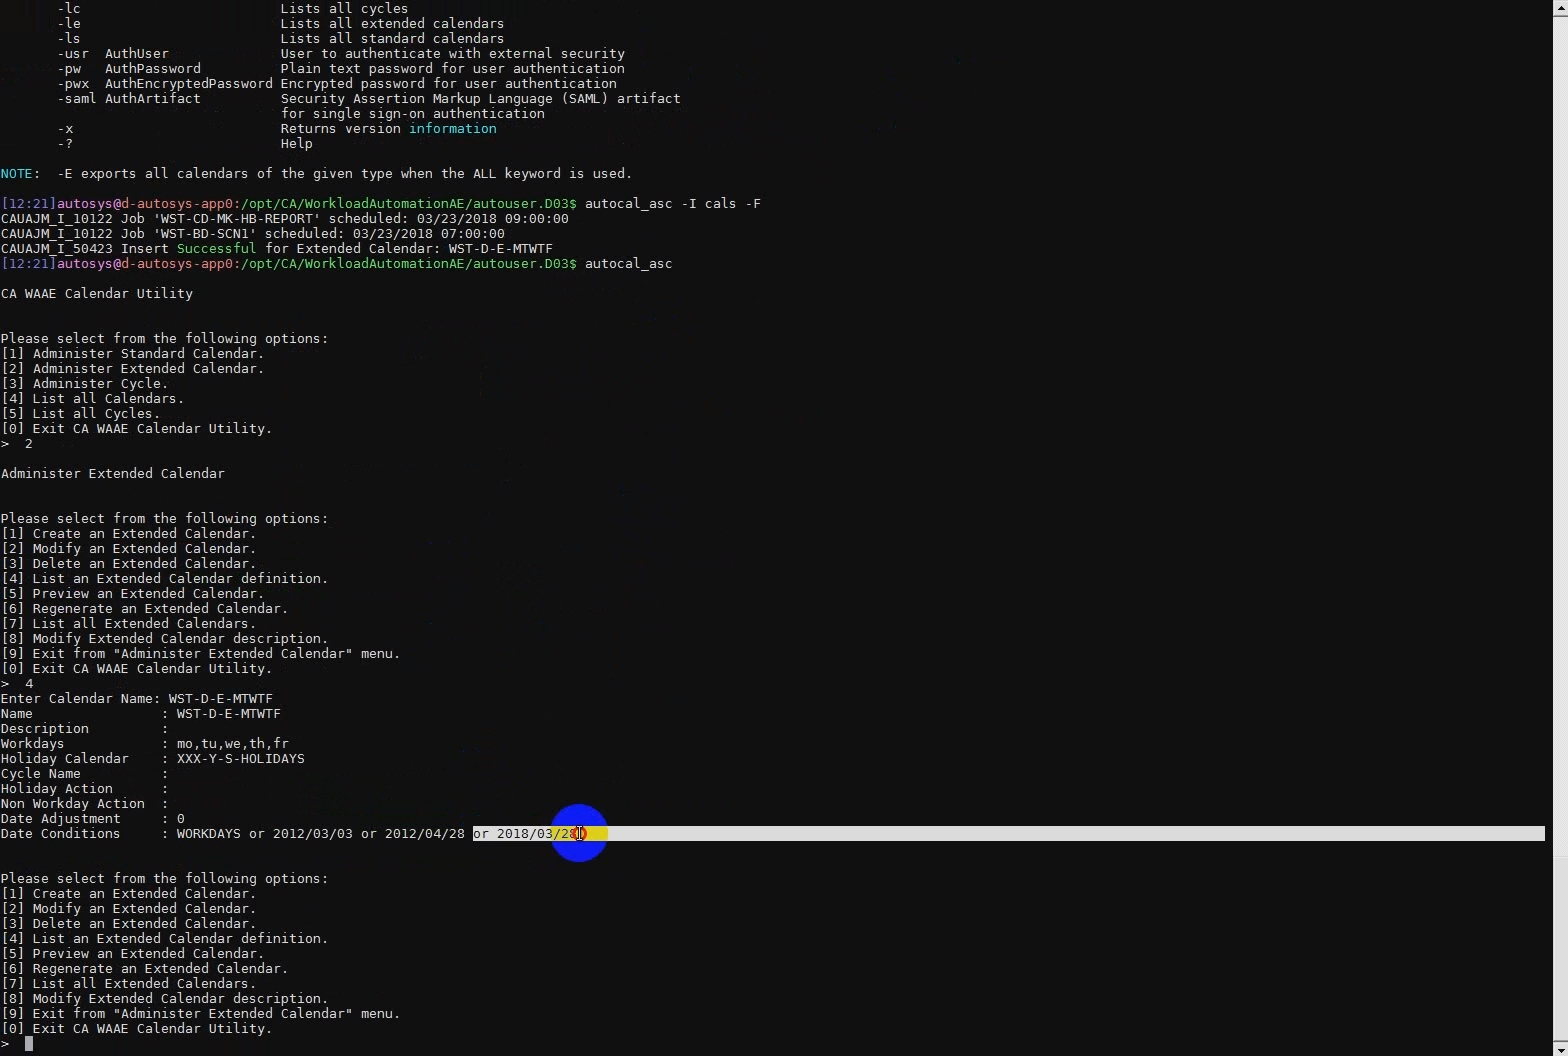 -lc                         Lists all cycles
-le                         Lists all extended calendars
-ls                         Lists all standard calendars
-usr  AuthUser              User to authenticate with external security
-pw   AuthPassword          Plain text password for user authentication
-pwx  AuthEncryptedPassword Encrypted password for user authentication
-saml AuthArtifact          Security Assertion Markup Language (SAML) artifact
for single sign-on authentication
-x                          Returns version information
-?                          Help
NOTE:  -E exports all calendars of the given type when the ALL keyword is used.
[12:21]autosys@d-autosys-app0:/opt/CA/WorkloadAutomationAE/autouser.D03$ autocal_asc -I cals -F
CAUAJM_I_10122 Job 'WST-CD-MK-HB-REPORT' scheduled: 03/23/2018 09:00:00
CAUAJM_I_10122 Job 'WST-BD-SCN1' scheduled: 03/23/2018 07:00:00
CAUAJM_I_50423 Insert Successful for Extended Calendar: WST-D-E-MTWTF
[12:21]autosys@d-autosys-app0:/opt/CA/WorkloadAutomationAE/autouser.D03$ autocal_asc
CA WAAE Calendar Utility
Please select from the following options:
[1] Administer Standard Calendar.
[2] Administer Extended Calendar.
[3] Administer Cycle.
[4] List all Calendars.
[5] List all Cycles.
[0] Exit CA WAAE Calendar Utility.
>  2
Administer Extended Calendar
Please select from the following options:
[1] Create an Extended Calendar.
[2] Modify an Extended Calendar.
[3] Delete an Extended Calendar.
[4] List an Extended Calendar definition.
[5] Preview an Extended Calendar.
[6] Regenerate an Extended Calendar.
[7] List all Extended Calendars.
[8] Modify Extended Calendar description.
[9] Exit from "Administer Extended Calendar" menu.
[0] Exit CA WAAE Calendar Utility.
>  4
Enter Calendar Name: WST-D-E-MTWTF
Name                : WST-D-E-MTWTF
Description         :
Workdays            : mo,tu,we,th,fr
Holiday Calendar    : XXX-Y-S-HOLIDAYS
Cycle Name          :
Holiday Action      :
Non Workday Action  :
Date Adjustment     : 0
Date Conditions     : WORKDAYS or 2012/03/03 or 2012/04/28 or 2018/03/28
Please select from the following options:
[1] Create an Extended Calendar.
[2] Modify an Extended Calendar.
[3] Delete an Extended Calendar.
[4] List an Extended Calendar definition.
[5] Preview an Extended Calendar.
[6] Regenerate an Extended Calendar.
[7] List all Extended Calendars.
[8] Modify Extended Calendar description.
[9] Exit from "Administer Extended Calendar" menu.
[0] Exit CA WAAE Calendar Utility.
>